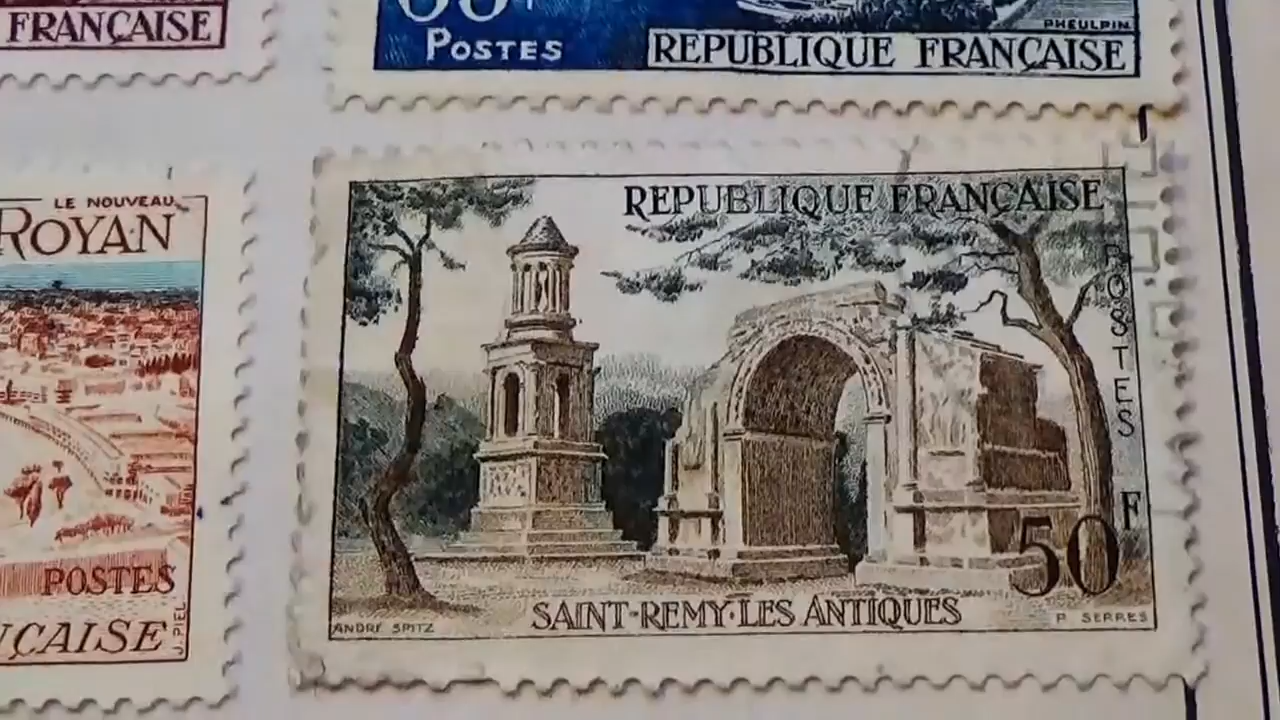 FRANÇAISE
POSTES
PHEULPIN
REPUBLIQUE FRANÇAISE
LE NOUVEAU
ROYAN
POSTES
J. PIEL
ÇAISE
REPUBLIQUE FRANÇAISE
POSTES
50 F
SAINT-REMY·LES ANTIQUES
ANDRÉ SPITZ
P. SERRES